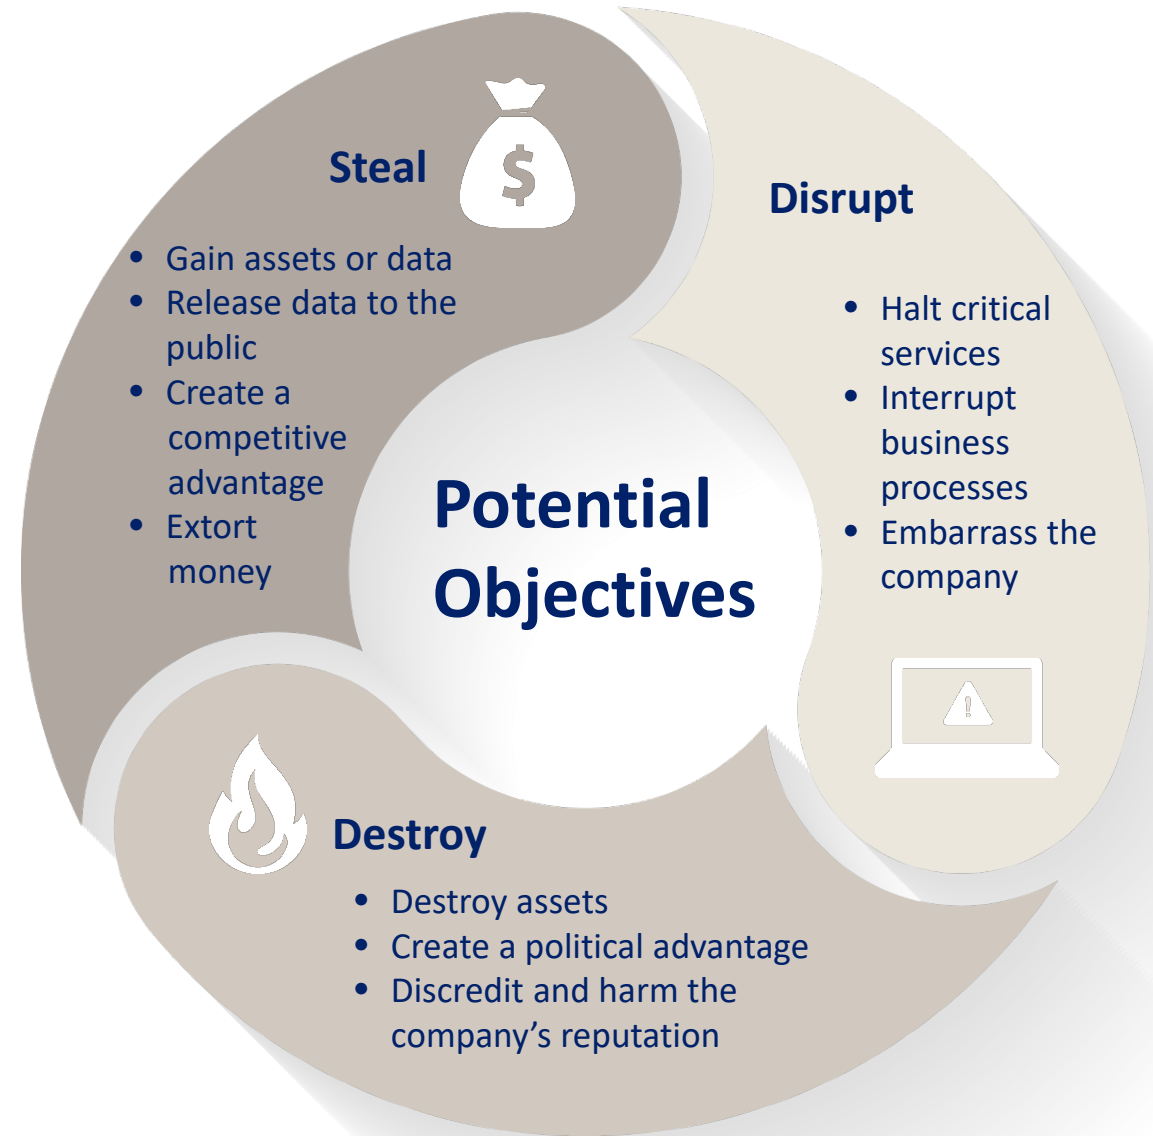 Steal
$
• Gain assets or data
• Release data to the
public
• Create a
competitive
advantage
• Extort
money
Disrupt
• Halt critical
services
• Interrupt
business
processes
• Embarrass the
company
!
Potential
Objectives
Destroy
• Destroy assets
• Create a political advantage
• Discredit and harm the
company’s reputation